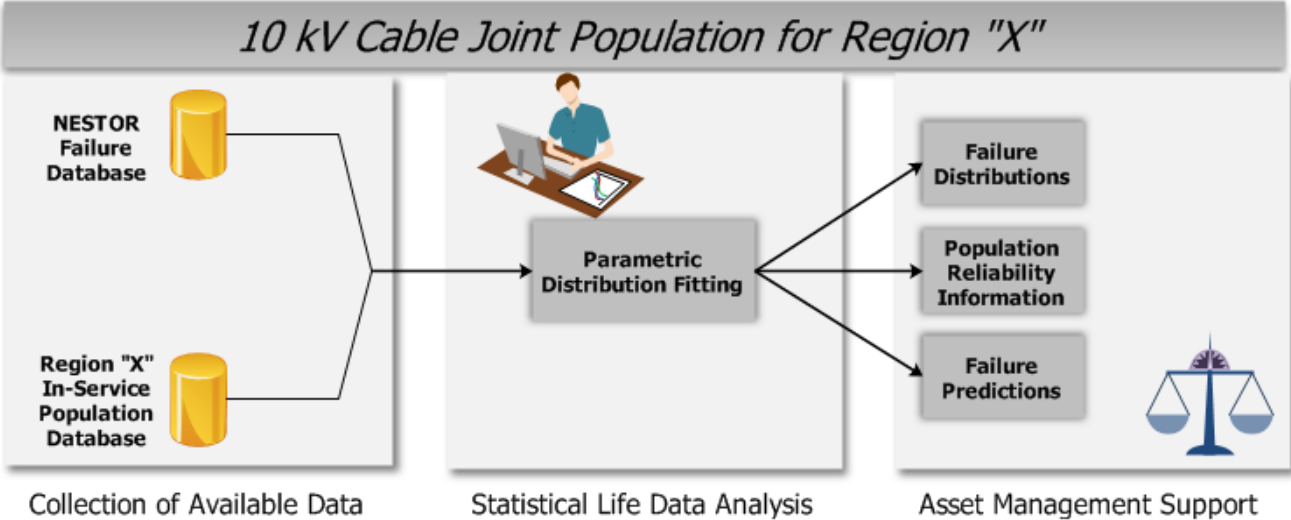 10 kV Cable Joint Population for Region "X"
NESTOR
Failure
Database
Region "X"
In-Service
Population
Database
Parametric
Distribution Fitting
Failure
Distributions
Population
Reliability
Information
Failure
Predictions
Collection of Available Data
Statistical Life Data Analysis
Asset Management Support